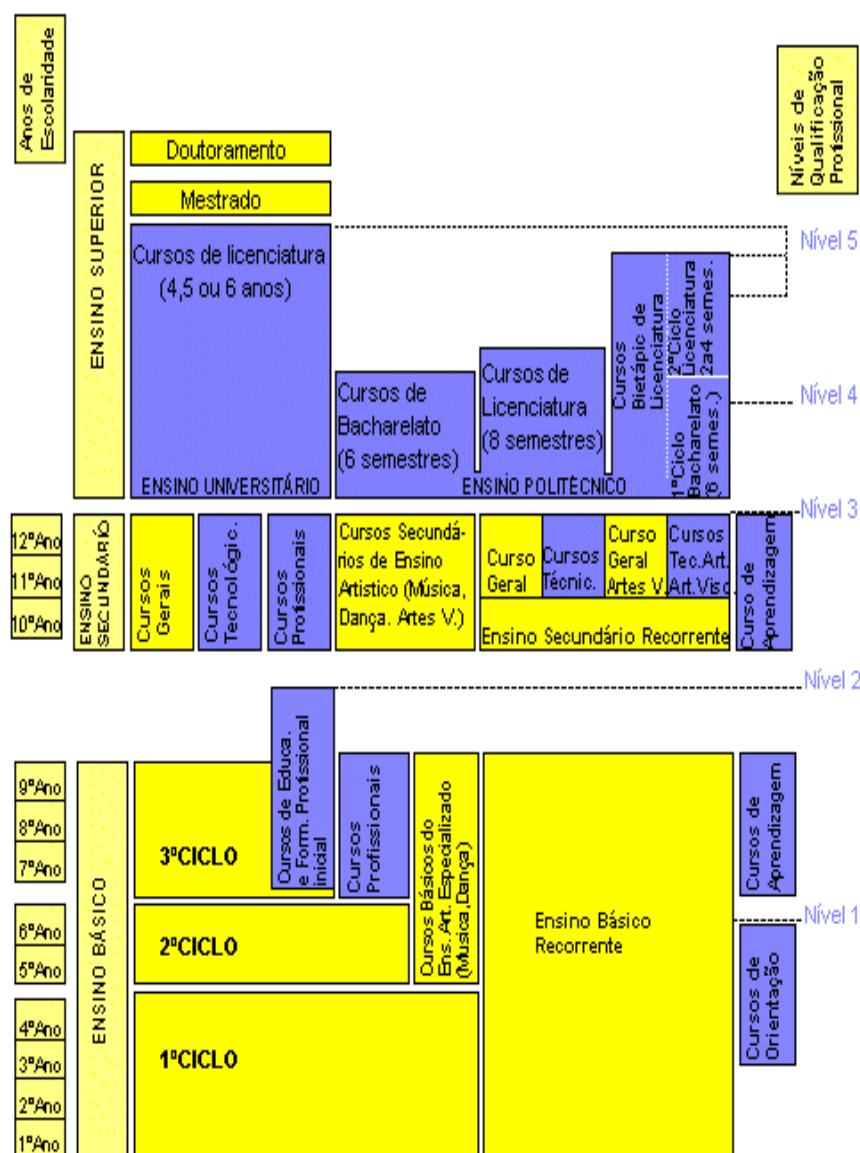 Anos de
Escolaridade
Níveis de
Qualificação
Profissional
ENSINO SUPERIOR
Doutoramento
Mestrado
Cursos de licenciatura
(4,5 ou 6 anos)
ENSINO UNIVERSITÁRIO
Cursos de
Bacharelato
(6 semestres)
Cursos de
Licenciatura
(8 semestres)
ENSINO POLITÉCNICO
Cursos
Bietápic de
Licenciatura
2ºCiclo
Licenciatura
2a4 semes.
1ºCiclo
Bacharelato
(6 semes.)
Nível 5
Nível 4
Nível 3
12ºAno
11ºAno
10ºAno
ENSINO
SECUNDÁRIO
Cursos
Gerais
Cursos
Tecnológic.
Cursos
Profissionais
Cursos Secundá-
rios de Ensino
Artistico (Música,
Dança. Artes V.)
Curso
Geral
Cursos
Técnic.
Curso
Geral
Artes V.
Cursos
Tec.Art.
Art.Visc.
Ensino Secundário Recorrente
Curso de
Aprendizagem
Nível 2
9ºAno
8ºAno
7ºAno
6ºAno
5ºAno
4ºAno
3ºAno
2ºAno
1ºAno
ENSINO BÁSICO
3ºCICLO
Cursos de Educa.
e Form. Profissional
inicial
Cursos
Profissionais
Cursos Básicos do
Ens. Art. Especializado
(Musica,Dança)
2ºCICLO
1ºCICLO
Ensino Básico
Recorrente
Cursos de
Aprendizagem
Nível 1
Cursos de
Orientação